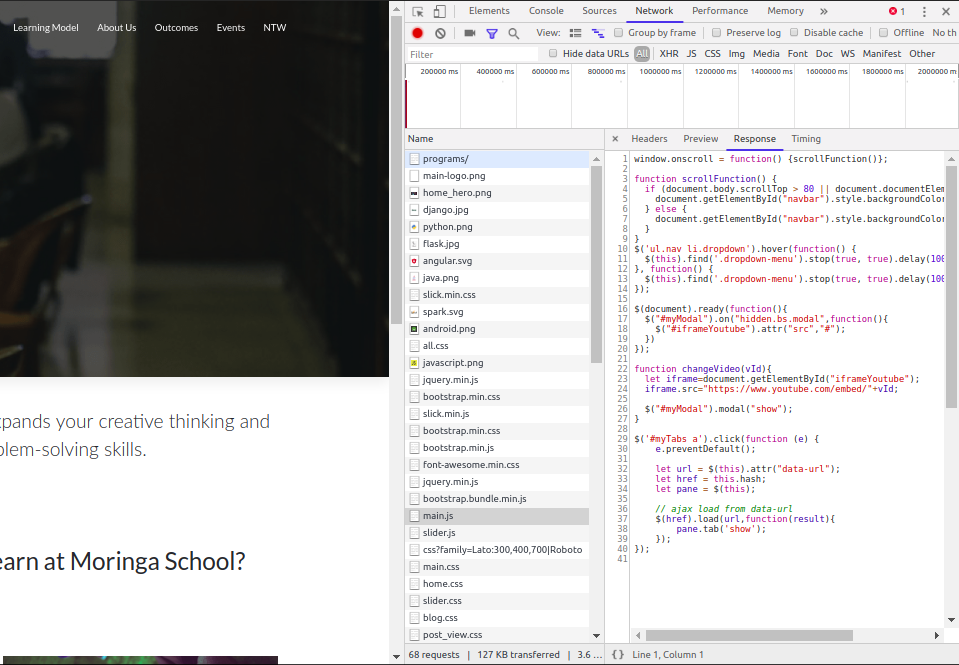 Learning Model About Us Outcomes Events NTW
xpands your creative thinking and
blem-solving skills.
earn at Moringa School?
Elements Console Sources Network Performance Memory » 1
View: Group by frame Preserve log Disable cache Offline No th
Filter Hide data URLs All XHR JS CSS Img Media Font Doc WS Manifest Other
200000 ms 400000 ms 600000 ms 800000 ms 1000000 ms 1200000 ms 1400000 ms 1600000 ms 1800000 ms 2000000 m
Name
programs/
main-logo.png
home_hero.png
django.jpg
python.png
flask.jpg
angular.svg
java.png
slick.min.css
spark.svg
android.png
all.css
javascript.png
jquery.min.js
bootstrap.min.css
slick.min.js
bootstrap.min.css
bootstrap.min.js
font-awesome.min.css
jquery.min.js
bootstrap.bundle.min.js
main.js
slider.js
css?family=Lato:300,400,700|Roboto
main.css
home.css
slider.css
blog.css
post_view.css
68 requests | 127 KB transferred | 3.6 ...
× Headers Preview Response Timing
1 window.onscroll = function() {scrollFunction()};
2
3 function scrollFunction() {
4 if (document.body.scrollTop > 80 || document.documentElem
5 document.getElementById("navbar").style.backgroundColor
6 } else {
7 document.getElementById("navbar").style.backgroundColor
8 }
9 }
10 $('ul.nav li.dropdown').hover(function() {
11 $(this).find('.dropdown-menu').stop(true, true).delay(100
12 }, function() {
13 $(this).find('.dropdown-menu').stop(true, true).delay(100
14 });
15
16 $(document).ready(function(){
17 $("#myModal").on("hidden.bs.modal",function(){
18 $("#iframeYoutube").attr("src","#");
19 })
20 });
21
22 function changeVideo(vId){
23 let iframe=document.getElementById("iframeYoutube");
24 iframe.src="https://www.youtube.com/embed/"+vId;
25
26 $("#myModal").modal("show");
27 }
28
29 $('#myTabs a').click(function (e) {
30 e.preventDefault();
31
32 let url = $(this).attr("data-url");
33 let href = this.hash;
34 let pane = $(this);
35
36 // ajax load from data-url
37 $(href).load(url,function(result){
38 pane.tab('show');
39 });
40 });
41
{} Line 1, Column 1